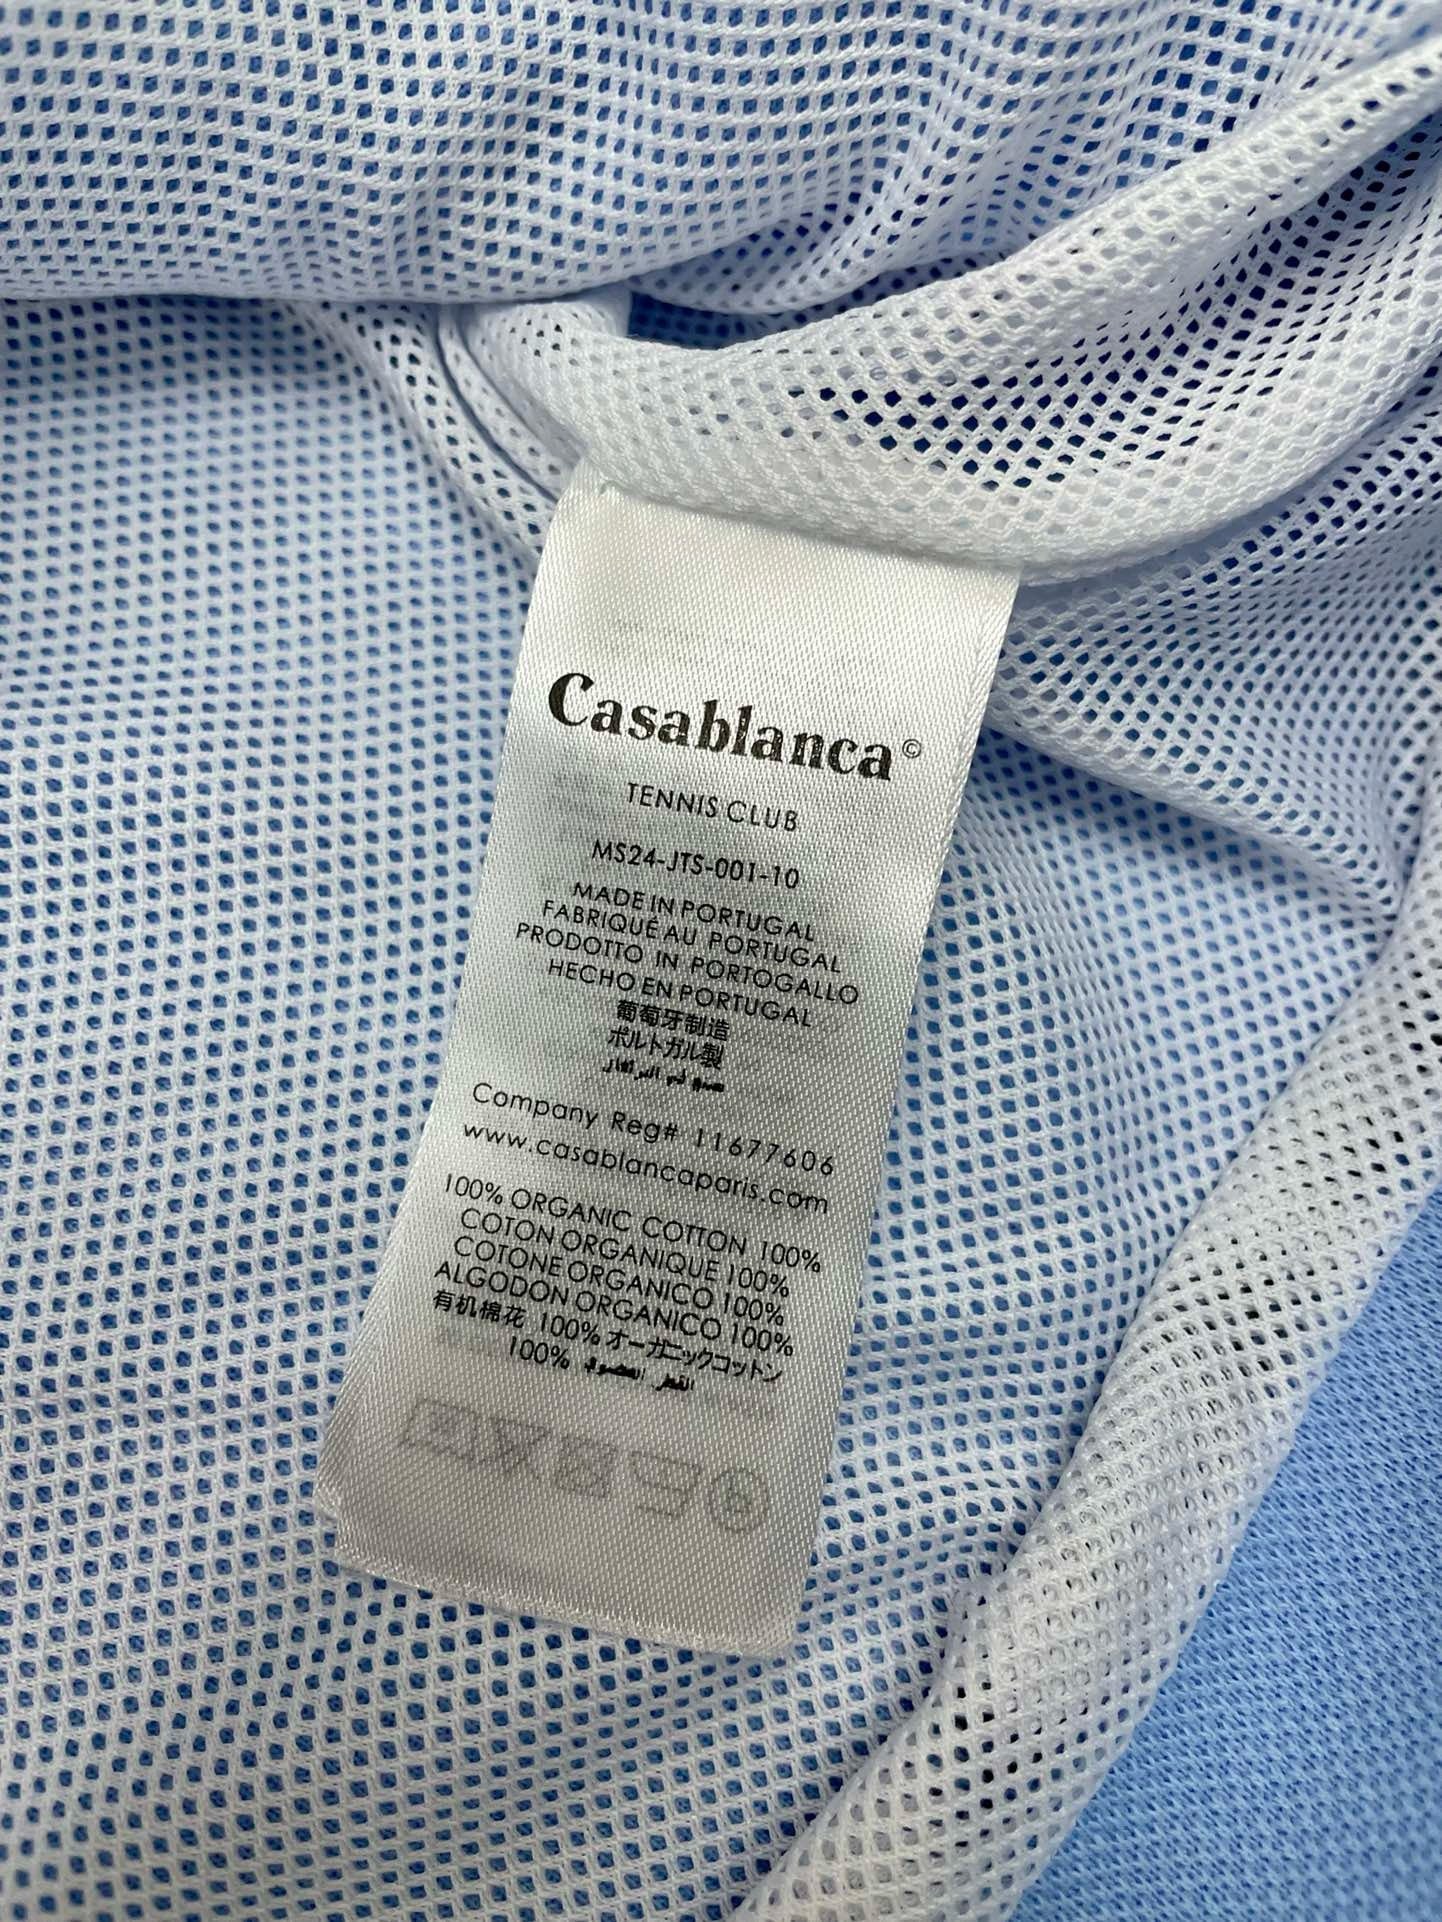 Casablanca©
TENNIS CLUB
MS24-JTS-001-10
MADE IN PORTUGAL
FABRIQUÉ AU PORTUGAL
PRODOTTO IN PORTOGALLO
HECHO EN PORTUGAL
葡萄牙制造
ポルトガル製
Company Reg# 11677606
www.casablancaparis.com
100% ORGANIC COTTON 100%
COTON ORGANIQUE 100%
COTONE ORGANICO 100%
ALGODON ORGANICO 100%
有机棉花 100% オーガニックコットン
100%